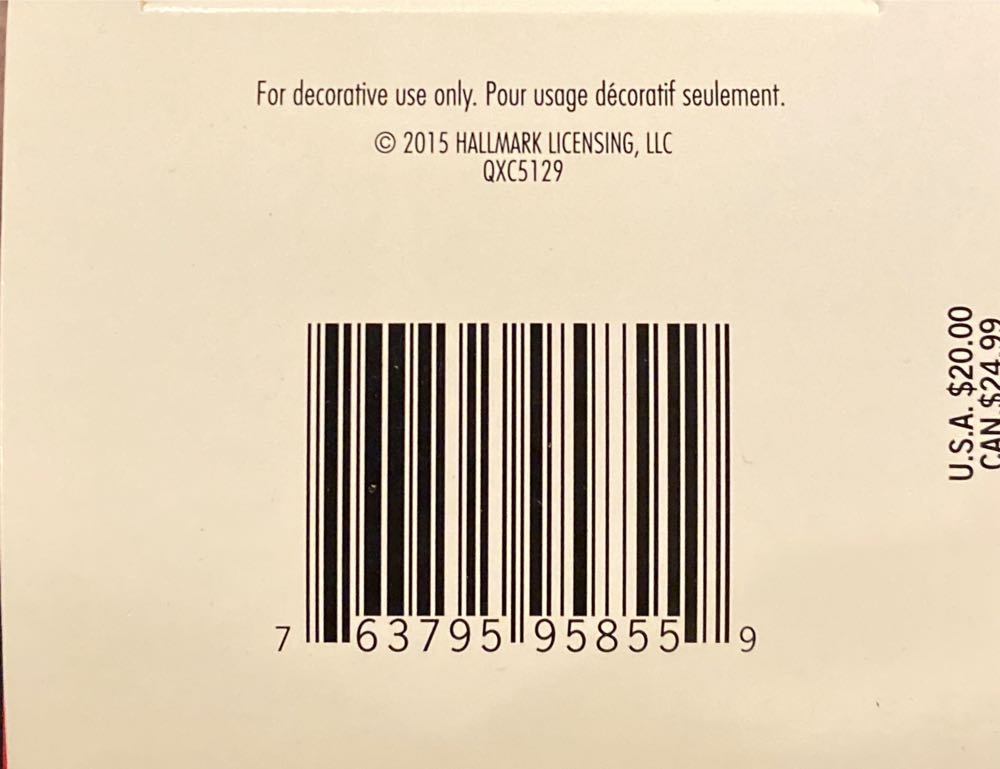 For decorative use only. Pour usage décoratif seulement.
© 2015 HALLMARK LICENSING, LLC
QXC5129
7 63795 95855 9
U.S.A. $20.00
CAN $24.99